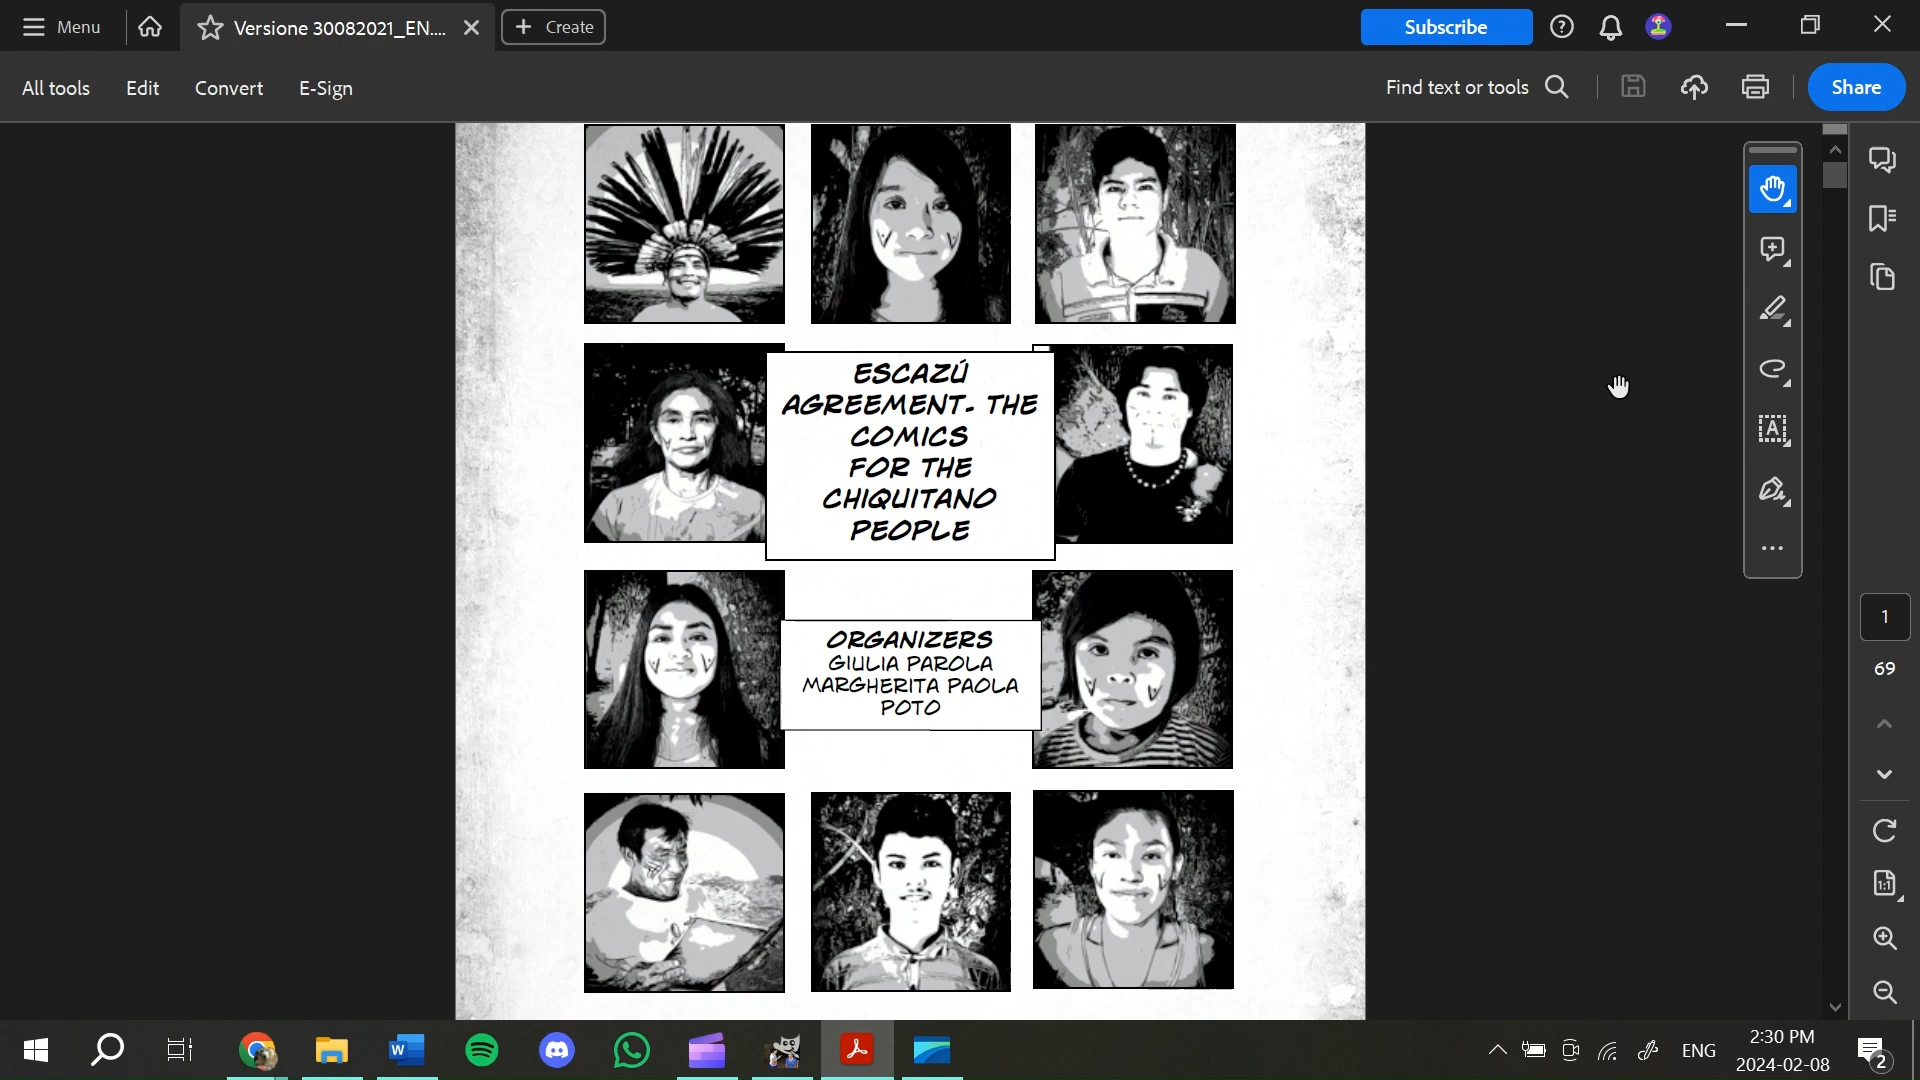 Menu
Versione 30082021_EN....
Create
Subscribe
All tools
Edit
Convert
E-Sign
Find text or tools
Share
ESCAZÚ
AGREEMENT- THE
COMICS
FOR THE
CHIQUITANO
PEOPLE
ORGANIZERS
GIULIA PAROLA
MARGHERITA PAOLA
POTO
A
1
69
1:1
W
ENG
2:30 PM
2024-02-08
2